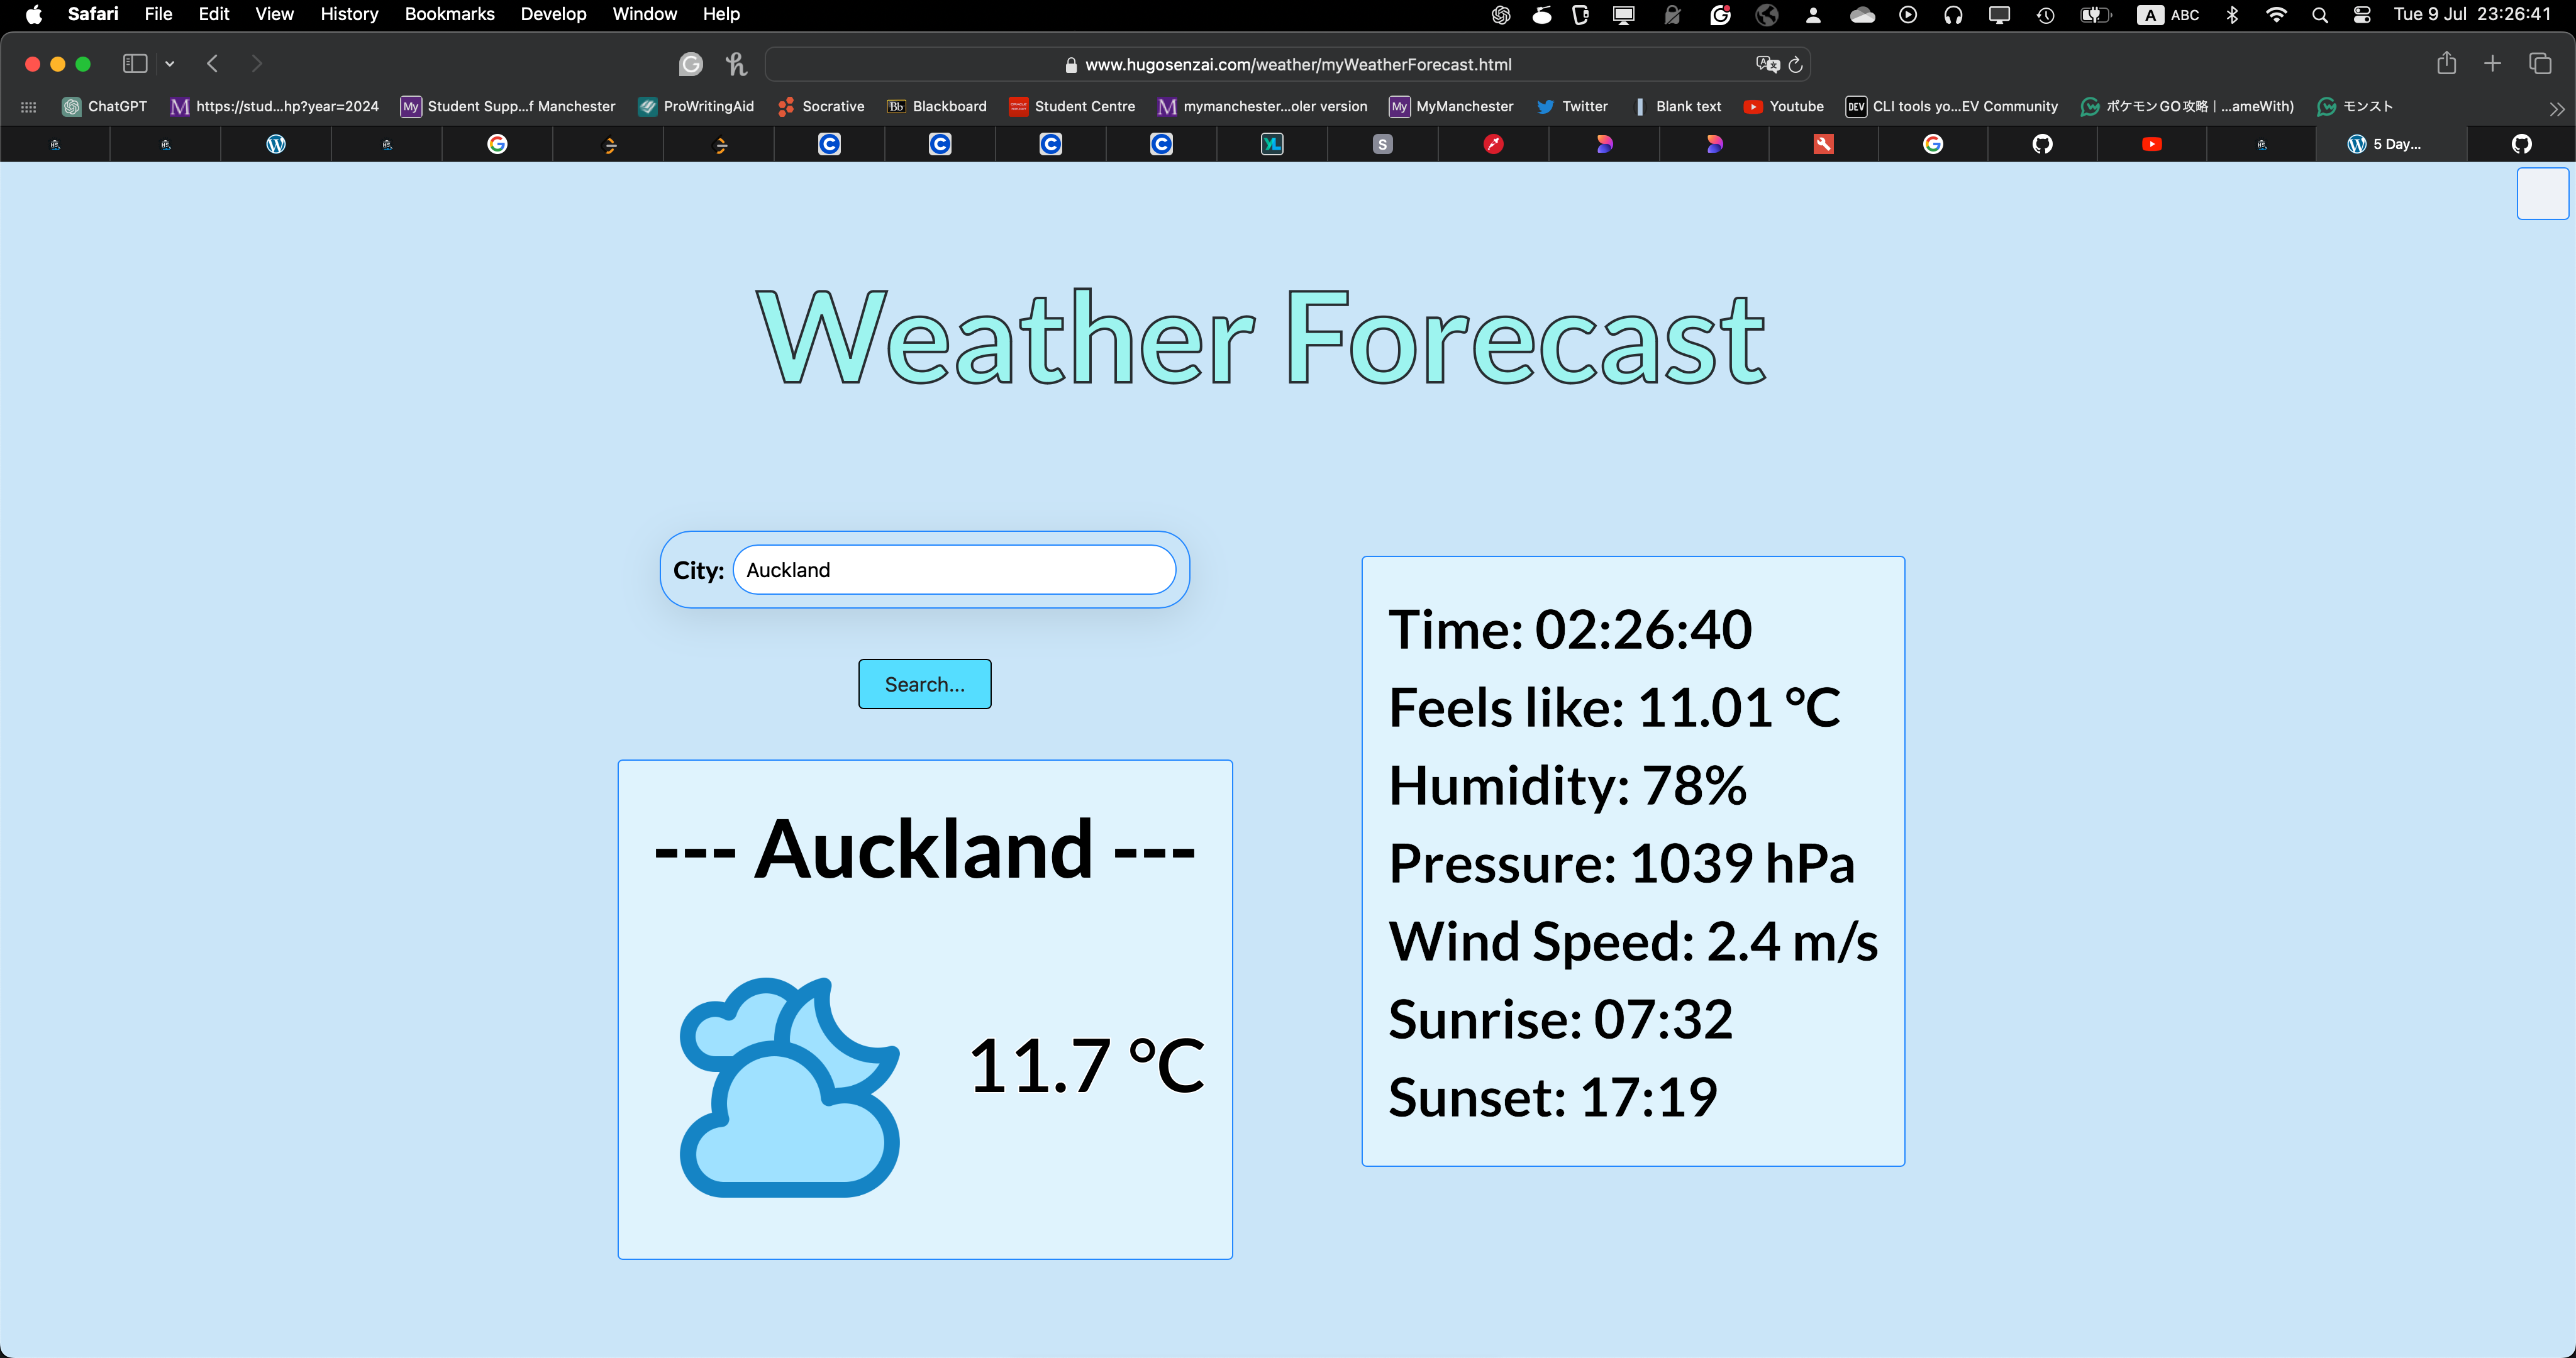 Safari File Edit View History Bookmarks Develop Window Help A ABC Tue 9 Jul 23:26:41
www.hugosenzai.com/weather/myWeatherForecast.html
ChatGPT https://stud...hp?year=2024 My Student Supp...f Manchester ProWritingAid Socrative Bb Blackboard Student Centre M mymanchester...oler version My MyManchester Twitter Blank text Youtube DEV CLI tools yo...EV Community ポケモンGO攻略｜...ameWith) モンスト
5 Day...
Weather Forecast
City: Auckland
Search...
--- Auckland ---
11.7 °C
Time: 02:26:40
Feels like: 11.01 °C
Humidity: 78%
Pressure: 1039 hPa
Wind Speed: 2.4 m/s
Sunrise: 07:32
Sunset: 17:19